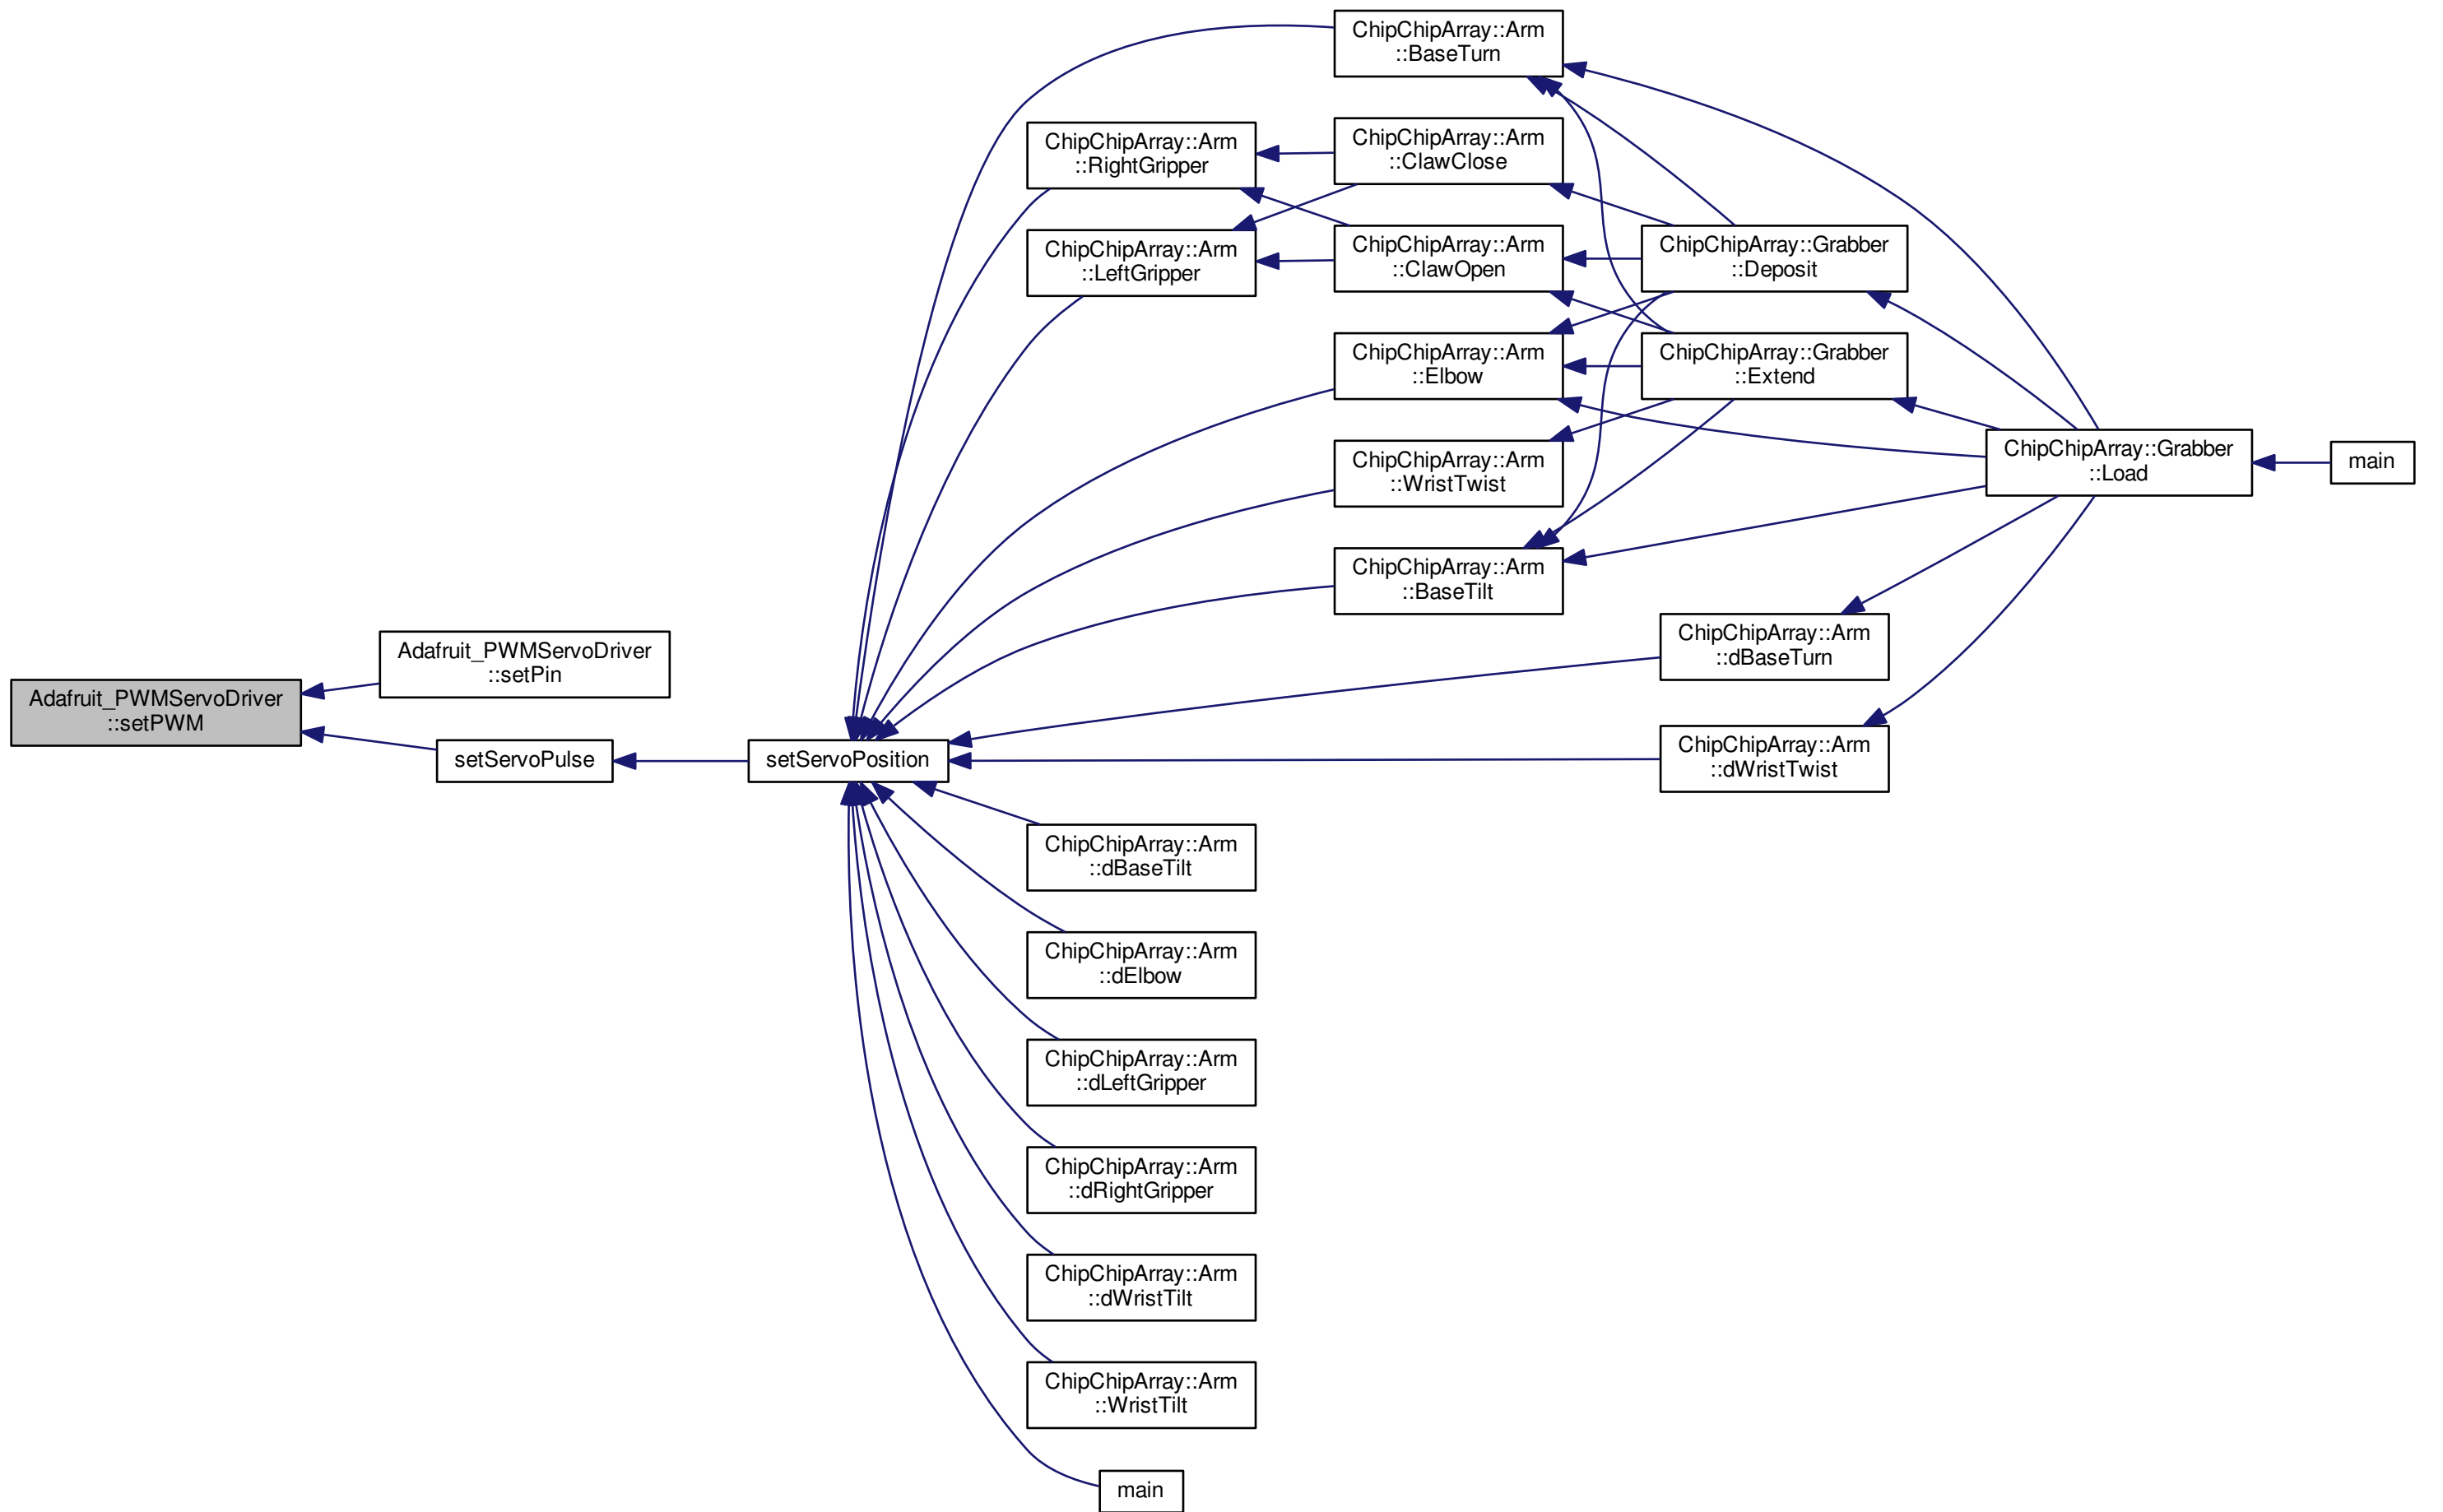 ChipChipArray::Arm
::BaseTurn
ChipChipArray::Arm
::RightGripper
ChipChipArray::Arm
::ClawClose
ChipChipArray::Arm
::LeftGripper
ChipChipArray::Arm
::ClawOpen
ChipChipArray::Grabber
::Deposit
ChipChipArray::Arm
::Elbow
ChipChipArray::Grabber
::Extend
ChipChipArray::Arm
::WristTwist
ChipChipArray::Grabber
::Load
main
ChipChipArray::Arm
::BaseTilt
ChipChipArray::Arm
::dBaseTurn
Adafruit_PWMServoDriver
::setPin
Adafruit_PWMServoDriver
::setPWM
setServoPulse
setServoPosition
ChipChipArray::Arm
::dWristTwist
ChipChipArray::Arm
::dBaseTilt
ChipChipArray::Arm
::dElbow
ChipChipArray::Arm
::dLeftGripper
ChipChipArray::Arm
::dRightGripper
ChipChipArray::Arm
::dWristTilt
ChipChipArray::Arm
::WristTilt
main